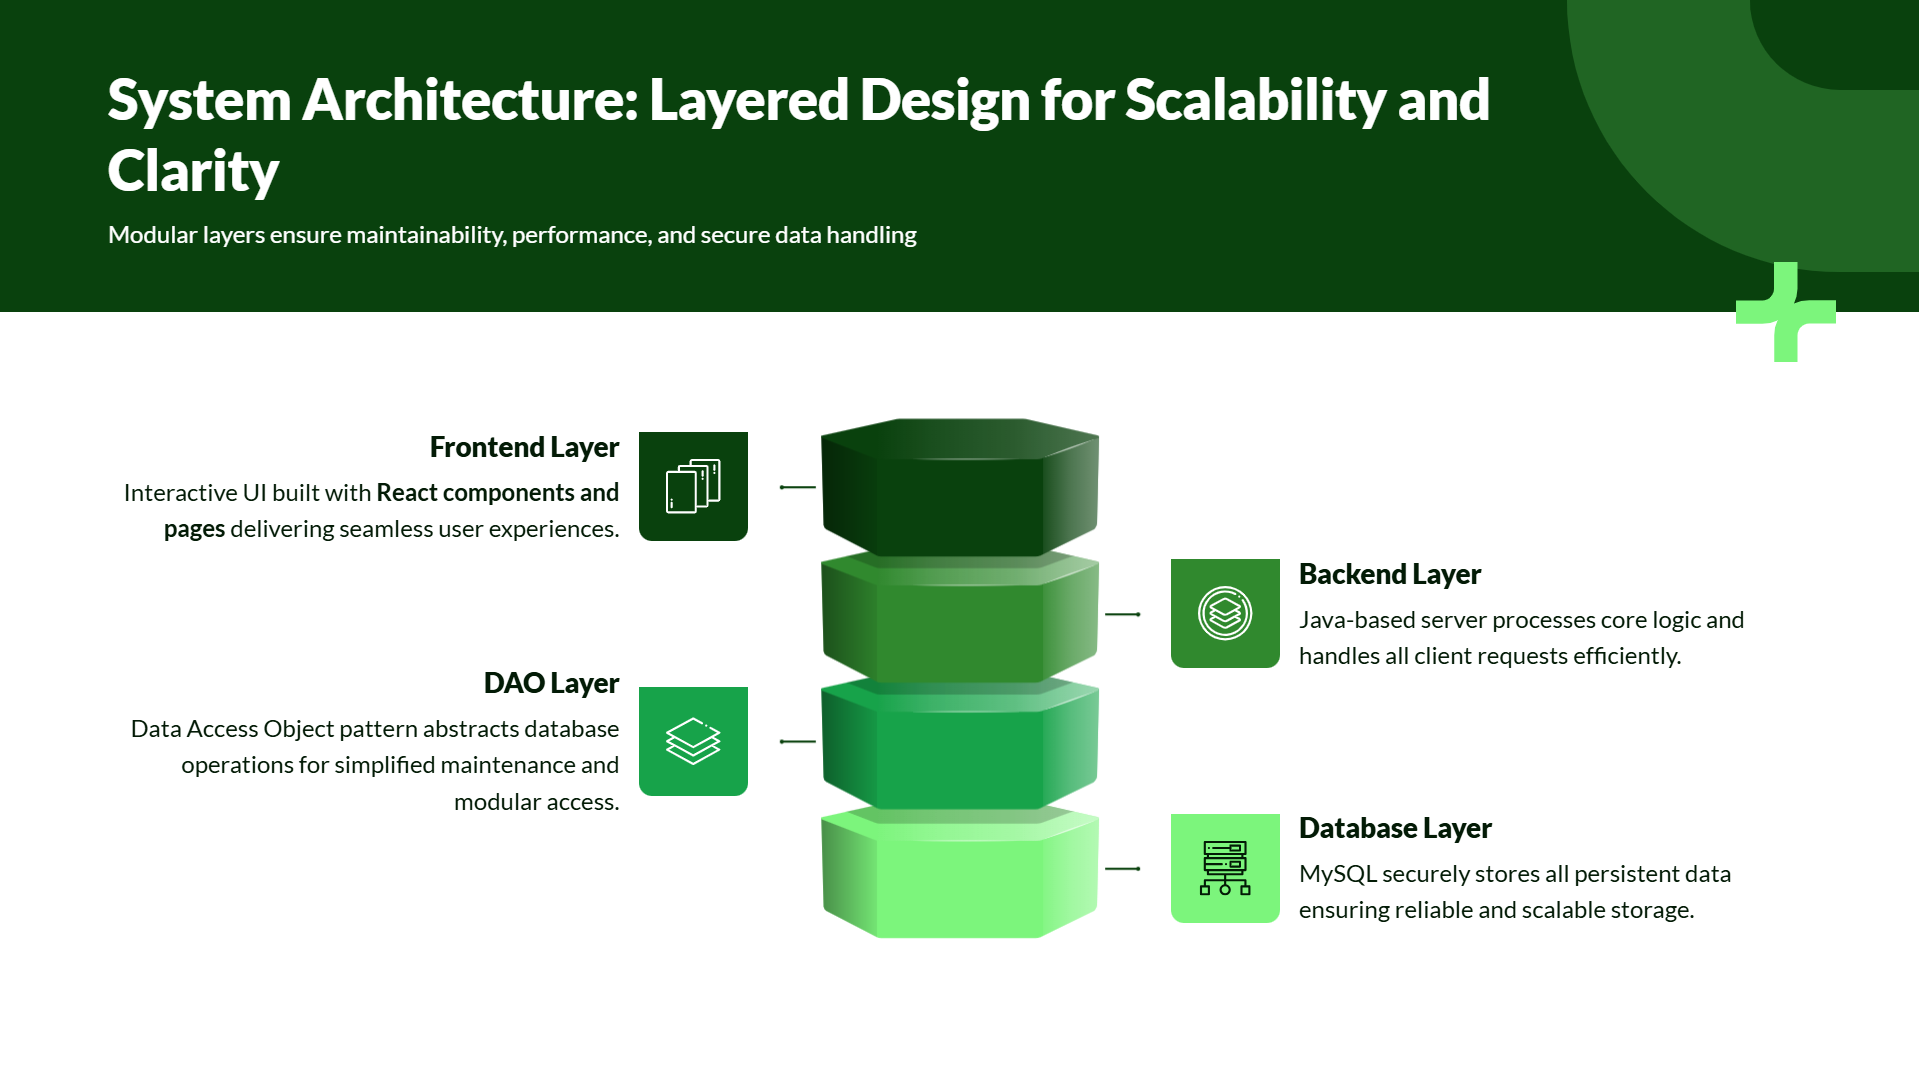 System Architecture: Layered Design for Scalability and
Clarity
Modular layers ensure maintainability, performance, and secure data handling
Frontend Layer
Interactive UI built with React components and
pages delivering seamless user experiences.
Backend Layer
Java-based server processes core logic and
handles all client requests efficiently.
DAO Layer
Data Access Object pattern abstracts database
operations for simplified maintenance and
modular access.
Database Layer
MySQL securely stores all persistent data
ensuring reliable and scalable storage.